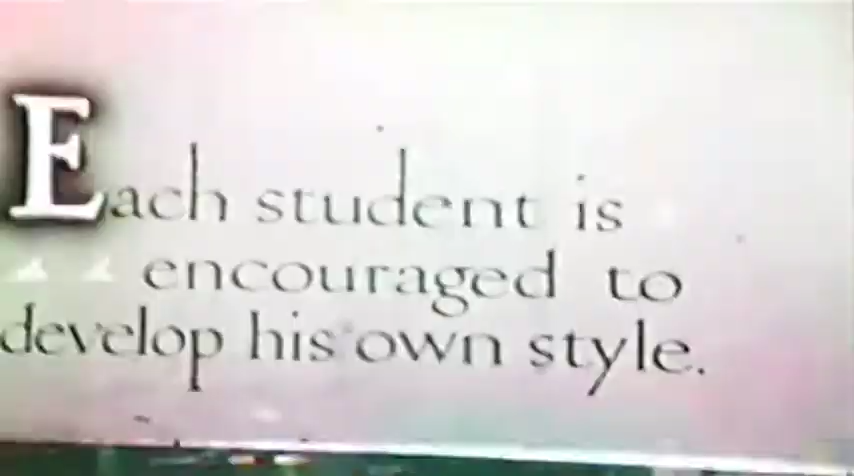 Each student is
encouraged to
develop his own style.